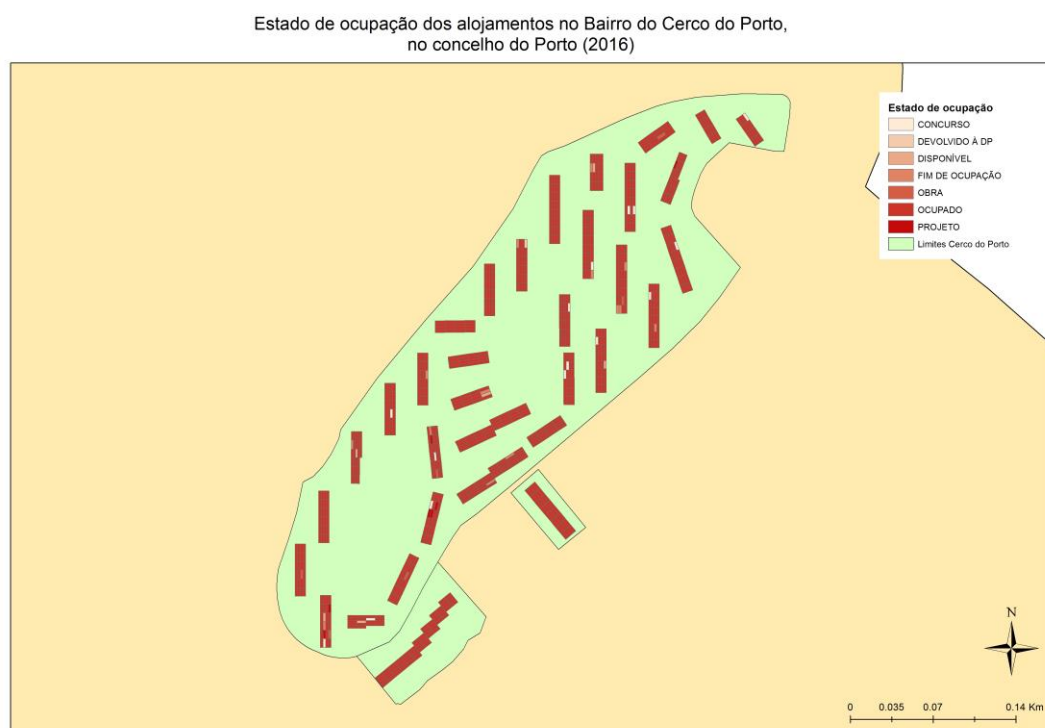 Estado de ocupação dos alojamentos no Bairro do Cerco do Porto,
no concelho do Porto (2016)
Estado de ocupação
CONCURSO
DEVOLVIDO À DP
DISPONÍVEL
FIM DE OCUPAÇÃO
OBRA
OCUPADO
PROJETO
Limites Cerco do Porto
N
0 0.035 0.07 0.14 Km